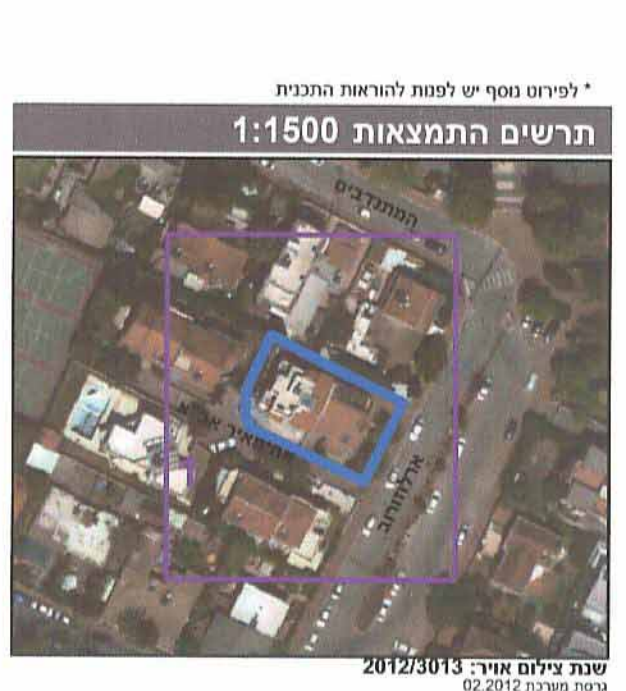 * לפירוט נוסף יש לפנות להוראות התכנית
תרשים התמצאות 1:1500
המתנדבים
ארלוזורוב
שנת צילום אויר: 2012/3013
גרסת מערכת 02.2012